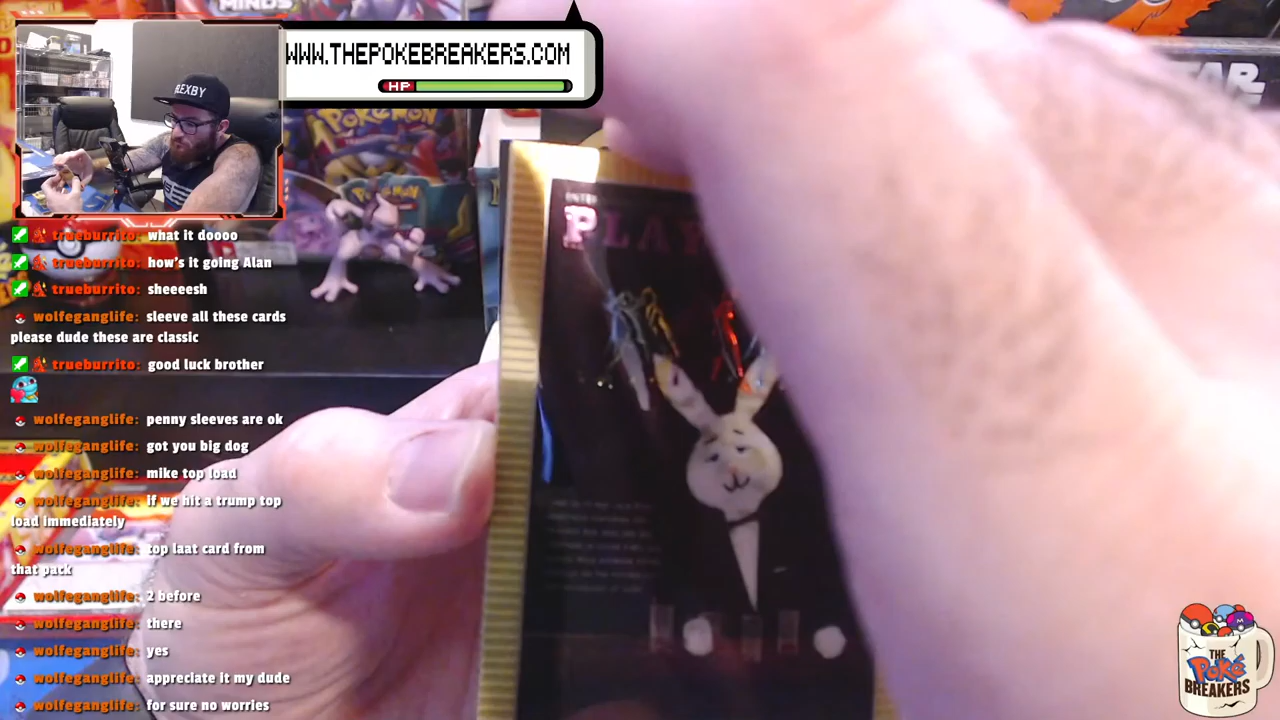 MINDS
WWW.THEPOKEBREAKERS.COM
HP
REXBY
POKéMON
POKéMON
STAR
PLAY
trueburrito: what it doooo
trueburrito: how's it going Alan
trueburrito: sheeeesh
wolfeganglife: sleeve all these cards
please dude these are classic
trueburrito: good luck brother
wolfeganglife: penny sleeves are ok
wolfeganglife: got you big dog
wolfeganglife: mike top load
wolfeganglife: if we hit a trump top
load immediately
wolfeganglife: top laat card from
that pack
wolfeganglife: 2 before
wolfeganglife: there
wolfeganglife: yes
wolfeganglife: appreciate it my dude
wolfeganglife: for sure no worries
THE
Poké
BREAKERS